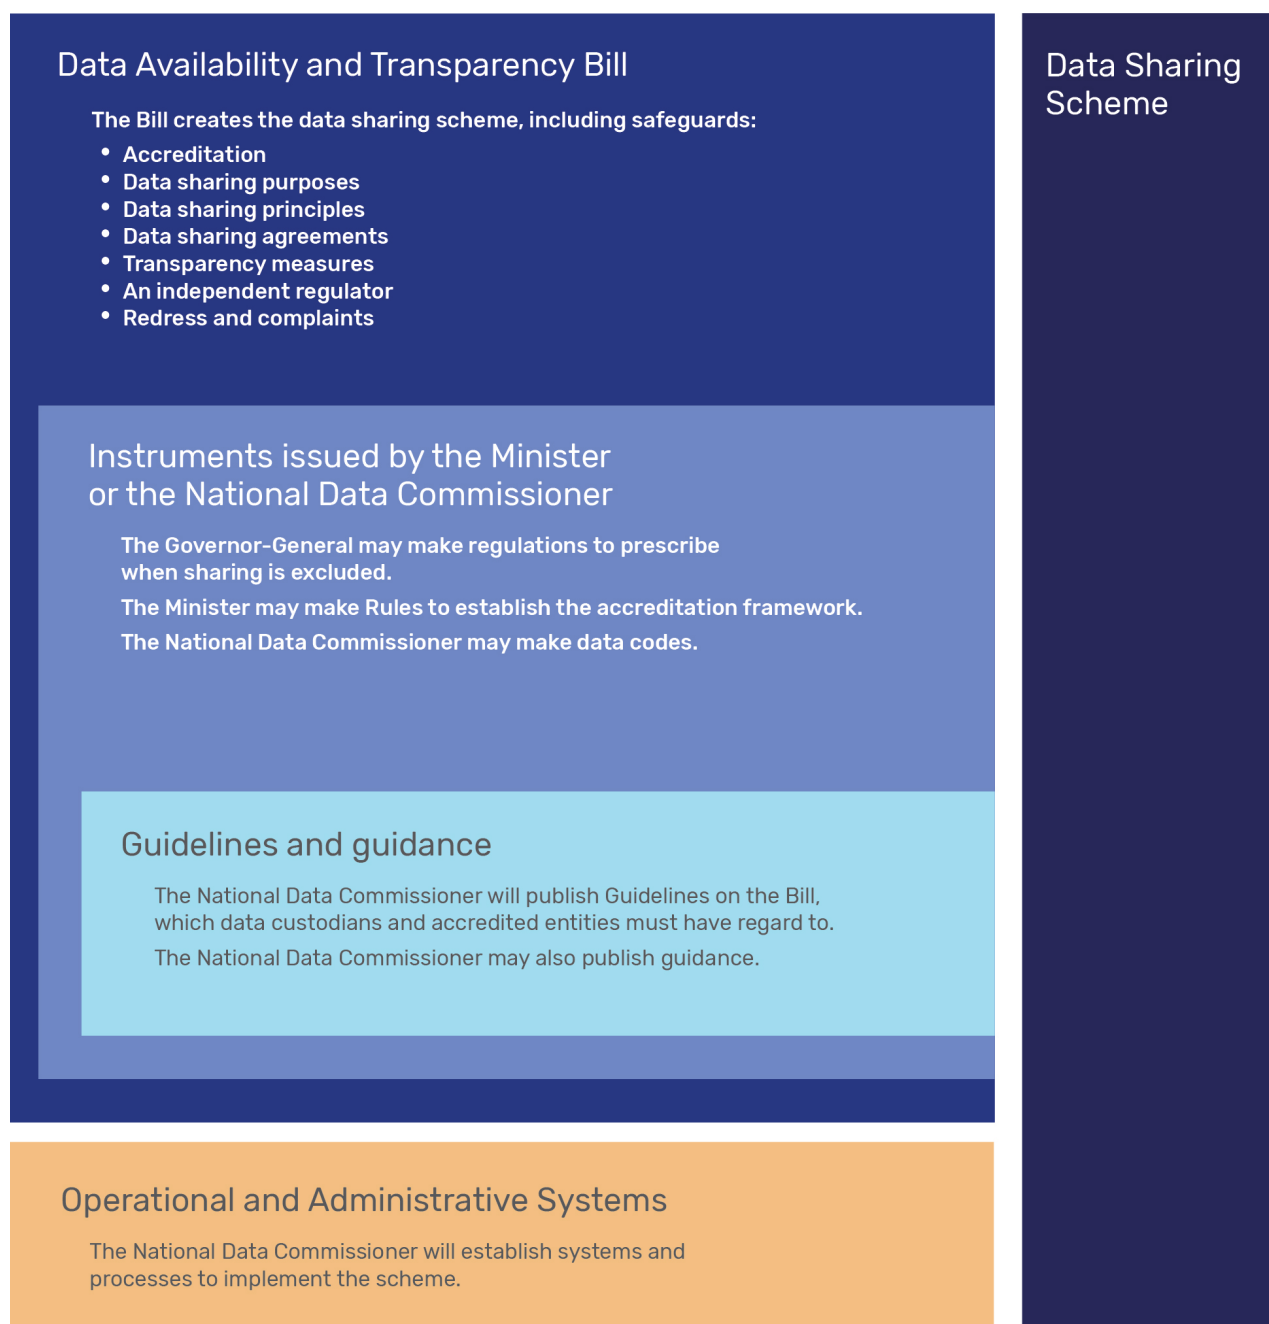 Data Availability and Transparency Bill
The Bill creates the data sharing scheme, including safeguards:
• Accreditation
• Data sharing purposes
• Data sharing principles
• Data sharing agreements
• Transparency measures
• An independent regulator
• Redress and complaints
Instruments issued by the Minister
or the National Data Commissioner
The Governor-General may make regulations to prescribe
when sharing is excluded.
The Minister may make Rules to establish the accreditation framework.
The National Data Commissioner may make data codes.
Guidelines and guidance
The National Data Commissioner will publish Guidelines on the Bill,
which data custodians and accredited entities must have regard to.
The National Data Commissioner may also publish guidance.
Operational and Administrative Systems
The National Data Commissioner will establish systems and
processes to implement the scheme.
Data Sharing
Scheme